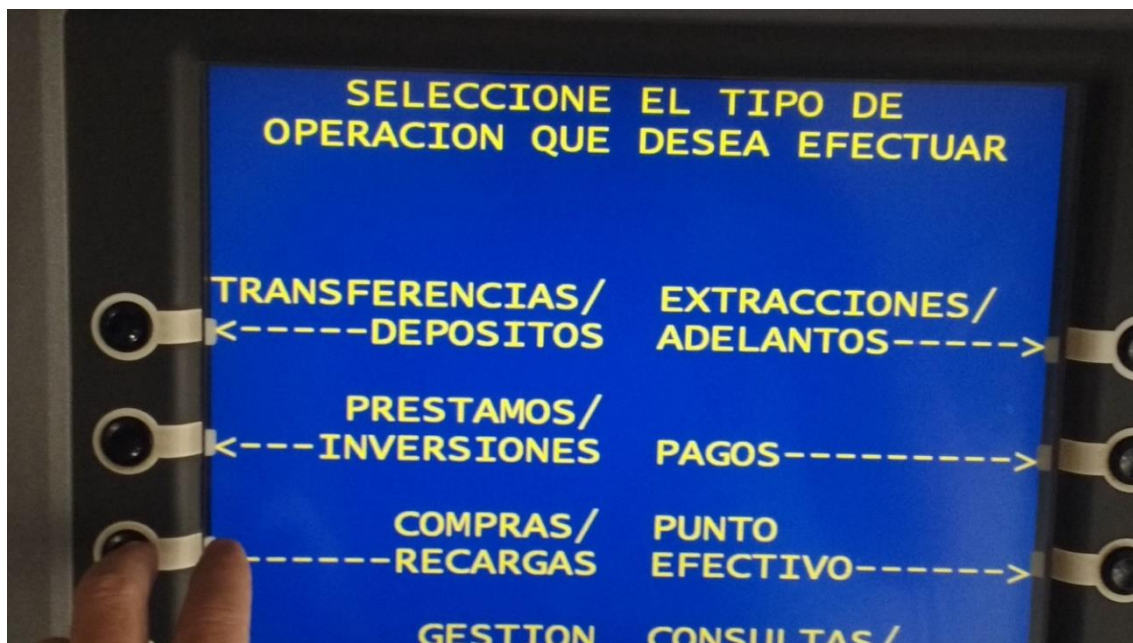 SELECCIONE EL TIPO DE
OPERACION QUE DESEA EFECTUAR
TRANSFERENCIAS/
<-----DEPOSITOS
EXTRACCIONES/
ADELANTOS----->
PRESTAMOS/
<---INVERSIONES
PAGOS--------->
COMPRAS/
------RECARGAS
PUNTO
EFECTIVO------>
GESTION
CONSULTAS/